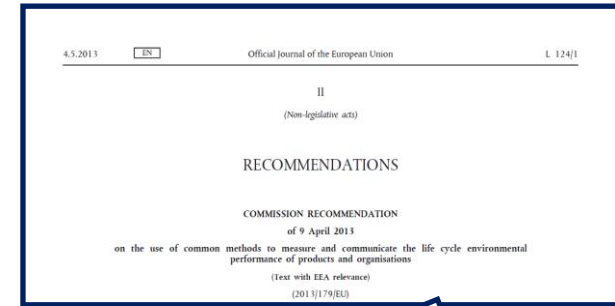 4.5.2013 EN Official Journal of the European Union L 124/1
II
(Non-legislative acts)
RECOMMENDATIONS
COMMISSION RECOMMENDATION
of 9 April 2013
on the use of common methods to measure and communicate the life cycle environmental
performance of products and organisations
(Text with EEA relevance)
(2013/179/EU)